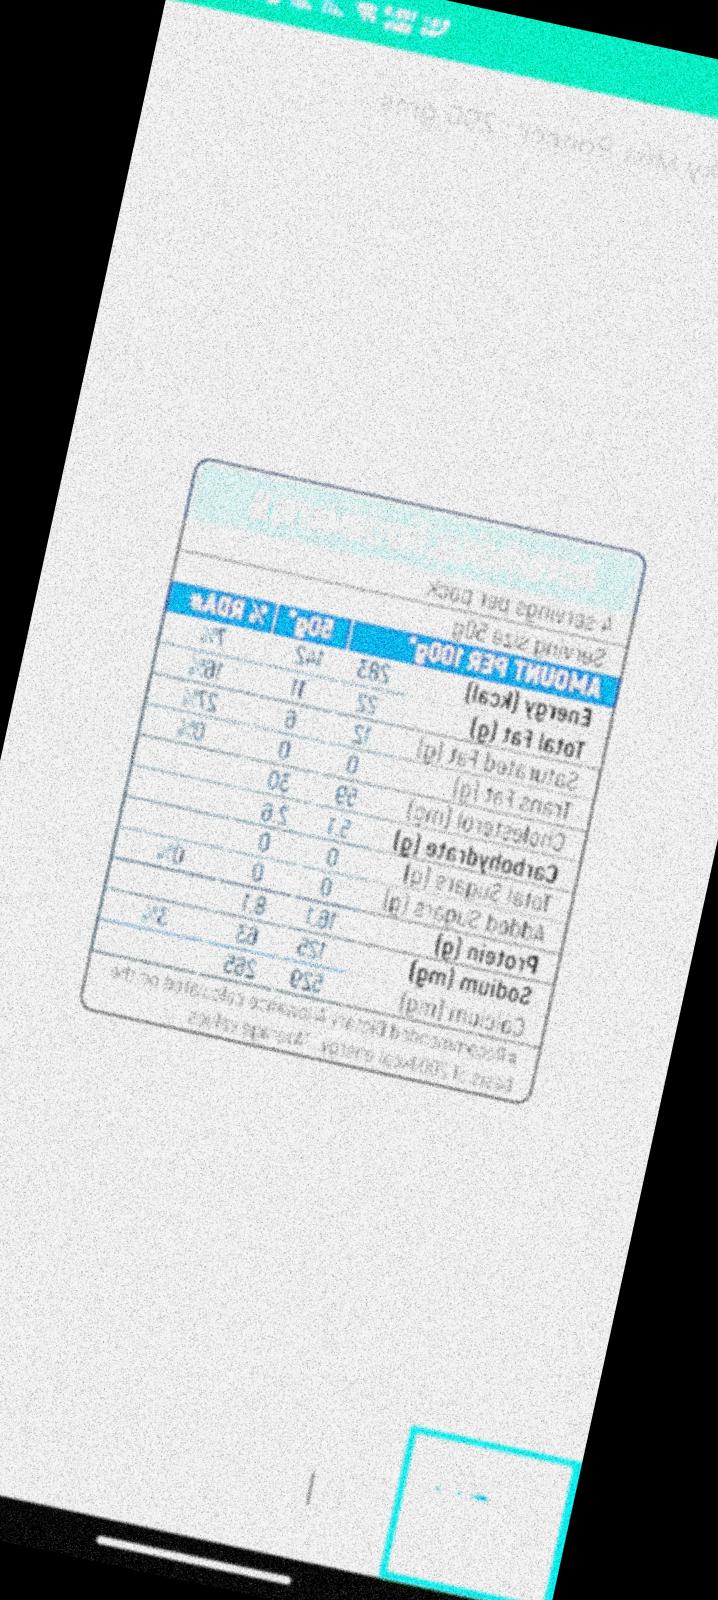 - 200 gms
NUTRITIONAL INFORMATION
4 servings per pack
Serving size 50g
AMOUNT PER 100g* 50g* % RDA#
Energy (kcal) 283 142 7%
Total Fat (g) 22 11 16%
Saturated Fat (g) 12 6 27%
Trans Fat (g) 0 0 0%
Cholesterol (mg) 59 30
Carbohydrate (g) 5.1 2.6
Total Sugars (g) 0 0
Added Sugars (g) 0 0 0%
Protein (g) 16.1 8.1
Sodium (mg) 125 63 3%
Calcium (mg) 529 265
#Recommended Dietary Allowance calculated on the
basis of 2000kcal energy. *Average values